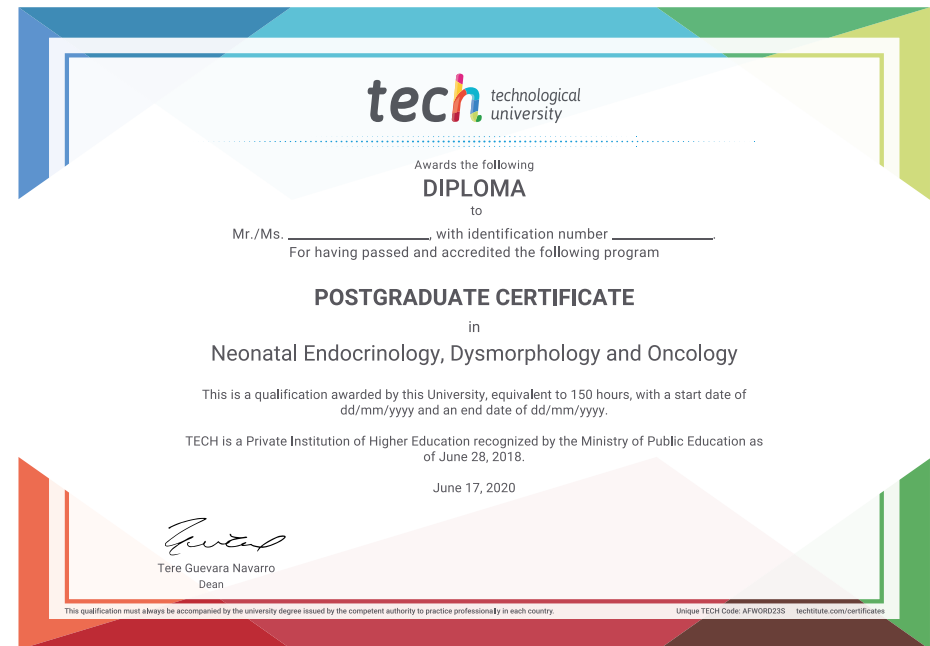 tech technological
university
Awards the following
DIPLOMA
to
Mr./Ms. ____________________, with identification number ______________.
For having passed and accredited the following program
POSTGRADUATE CERTIFICATE
in
Neonatal Endocrinology, Dysmorphology and Oncology
This is a qualification awarded by this University, equivalent to 150 hours, with a start date of
dd/mm/yyyy and an end date of dd/mm/yyyy.
TECH is a Private Institution of Higher Education recognized by the Ministry of Public Education as
of June 28, 2018.
June 17, 2020
Tere Guevara Navarro
Dean
This qualification must always be accompanied by the university degree issued by the competent authority to practice professionally in each country.
Unique TECH Code: AFWORD23S techtitute.com/certificates